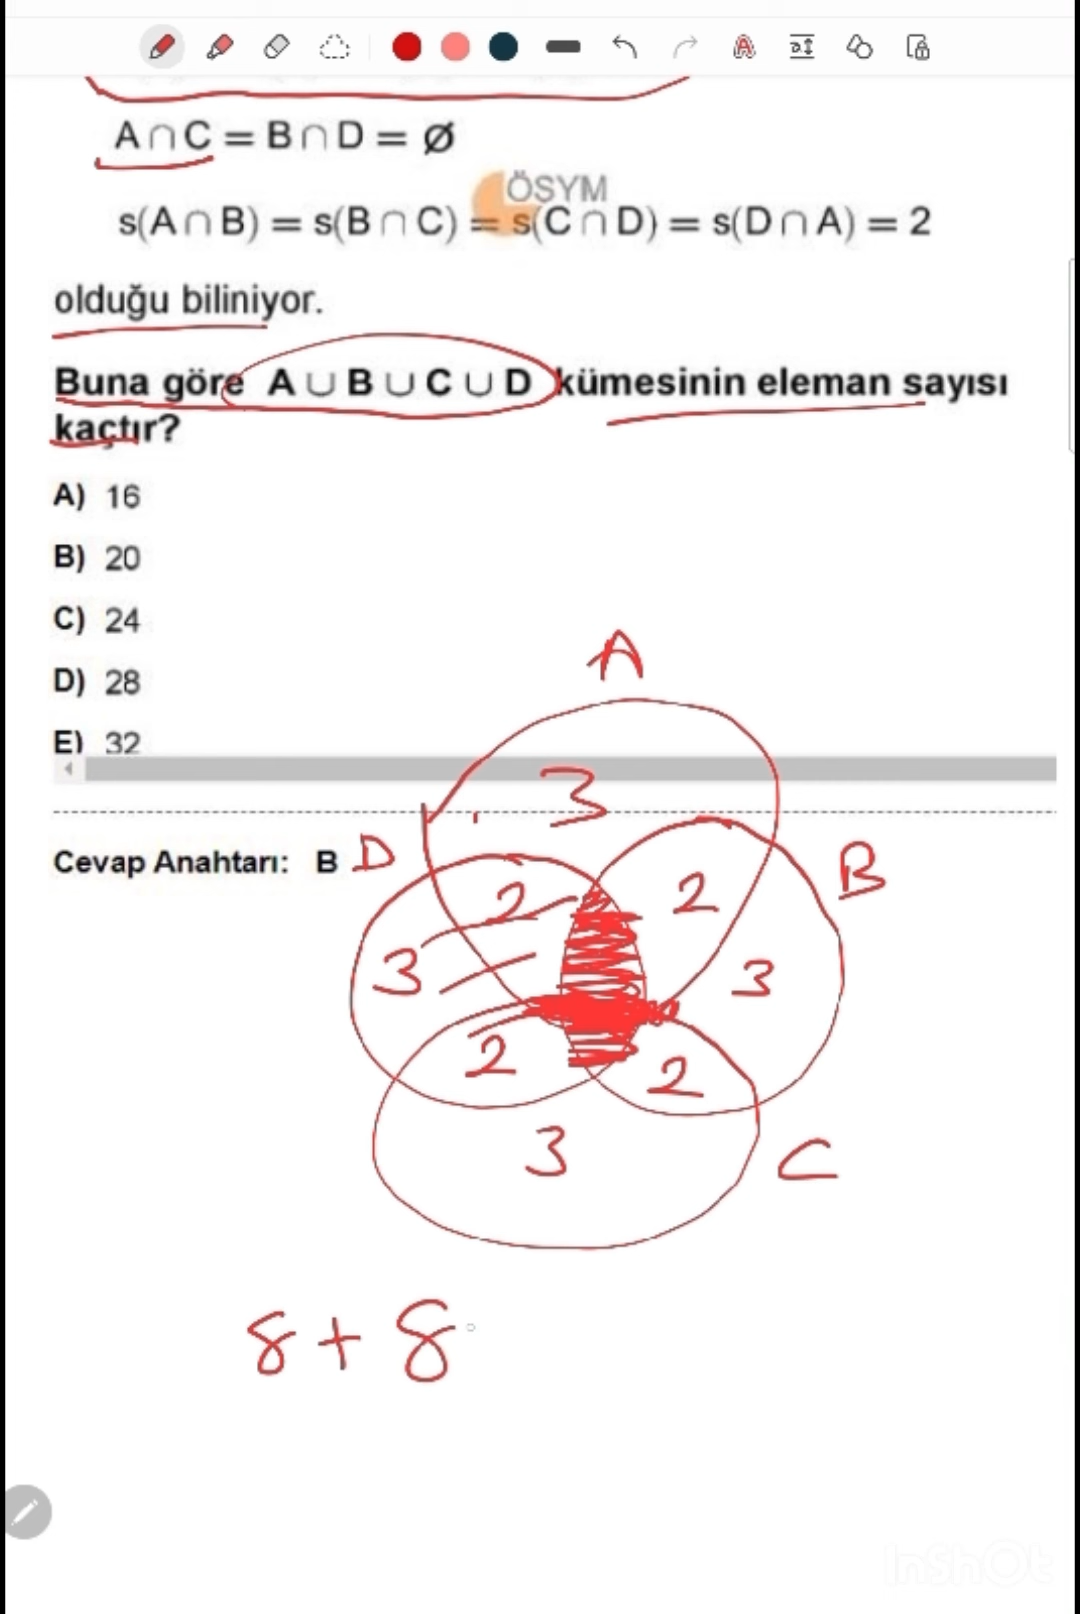 A∩C = B∩D = Ø
ÖSYM
s(A∩B) = s(B∩C) = s(C∩D) = s(D∩A) = 2
olduğu biliniyor.
Buna göre A∪B∪C∪D kümesinin eleman sayısı
kaçtır?
A) 16
B) 20
C) 24
D) 28
E) 32
A
3
Cevap Anahtarı: B
D
B
2
2
3
3
2
2
3
C
8+8
InShOt